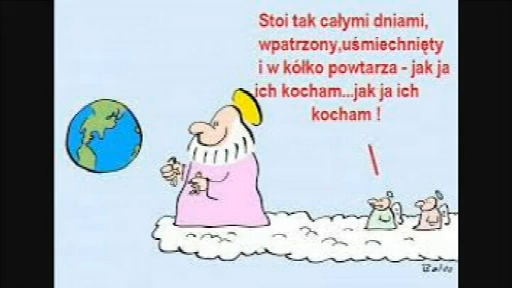 Stoi tak całymi dniami,
wpatrzony,uśmiechnięty
i w kółko powtarza - jak ja
ich kocham...jak ja ich
kocham !